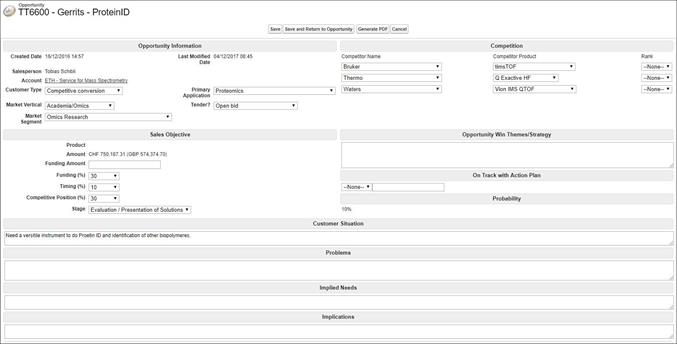 Opportunity
TT6600 - Gerrits - ProteinID
Save Save and Return to Opportunity Generate PDF Cancel
Opportunity Information
Created Date 16/12/2016 14:57 Last Modified Date 04/12/2017 08:45
Salesperson Tobias Schibli
Account ETH - Service for Mass Spectrometry
Customer Type Competitive conversion Primary Application Proteomics
Market Vertical Academia/Omics Tender? Open bid
Market Segment Omics Research
Competition
Competitor Name Competitor Product Rank
Bruker timsTOF --None--
Thermo Q Exactive HF --None--
Waters Vion IMS QTOF --None--
Sales Objective
Product
Amount CHF 750,187.31 (GBP 574,374.70)
Funding Amount
Funding (%) 30
Timing (%) 10
Competitive Position (%) 30
Stage Evaluation / Presentation of Solutions
Opportunity Win Themes/Strategy
On Track with Action Plan
--None--
Probability
10%
Customer Situation
Need a versitile instrument to do Proetin ID and identification of other biopolymeres.
Problems
Implied Needs
Implications